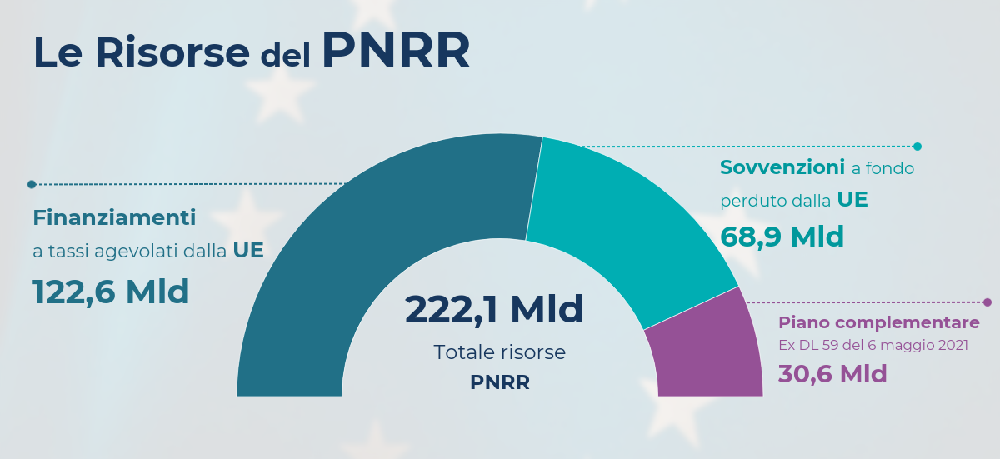 Le Risorse del PNRR
Finanziamenti
a tassi agevolati dalla UE
122,6 Mld
222,1 Mld
Totale risorse
PNRR
Sovvenzioni a fondo
perduto dalla UE
68,9 Mld
Piano complementare
Ex DL 59 del 6 maggio 2021
30,6 Mld